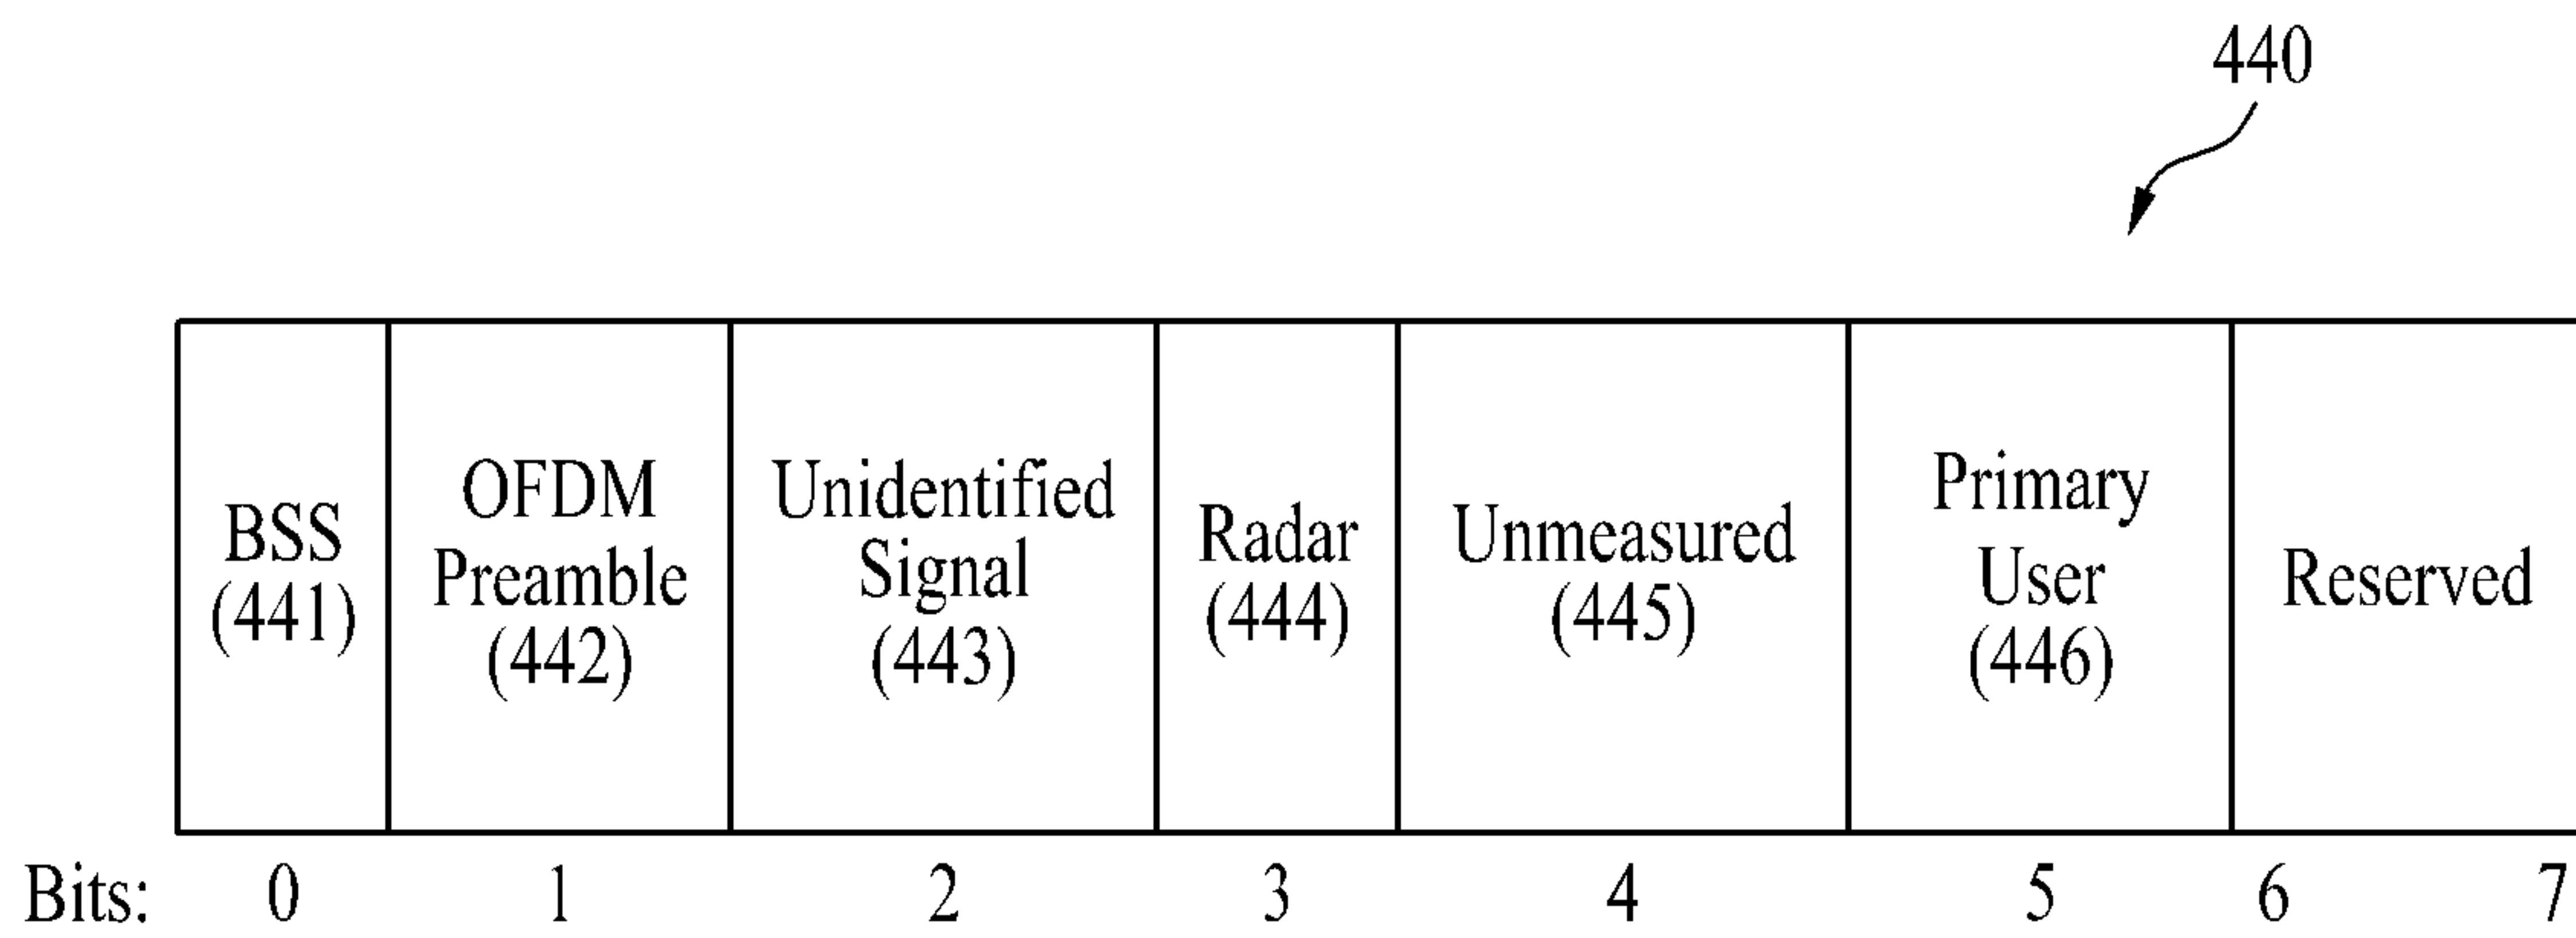 440
BSS
(441)
OFDM
Preamble
(442)
Unidentified
Signal
(443)
Radar
(444)
Unmeasured
(445)
Primary
User
(446)
Reserved
Bits: 0 1 2 3 4 5 6 7